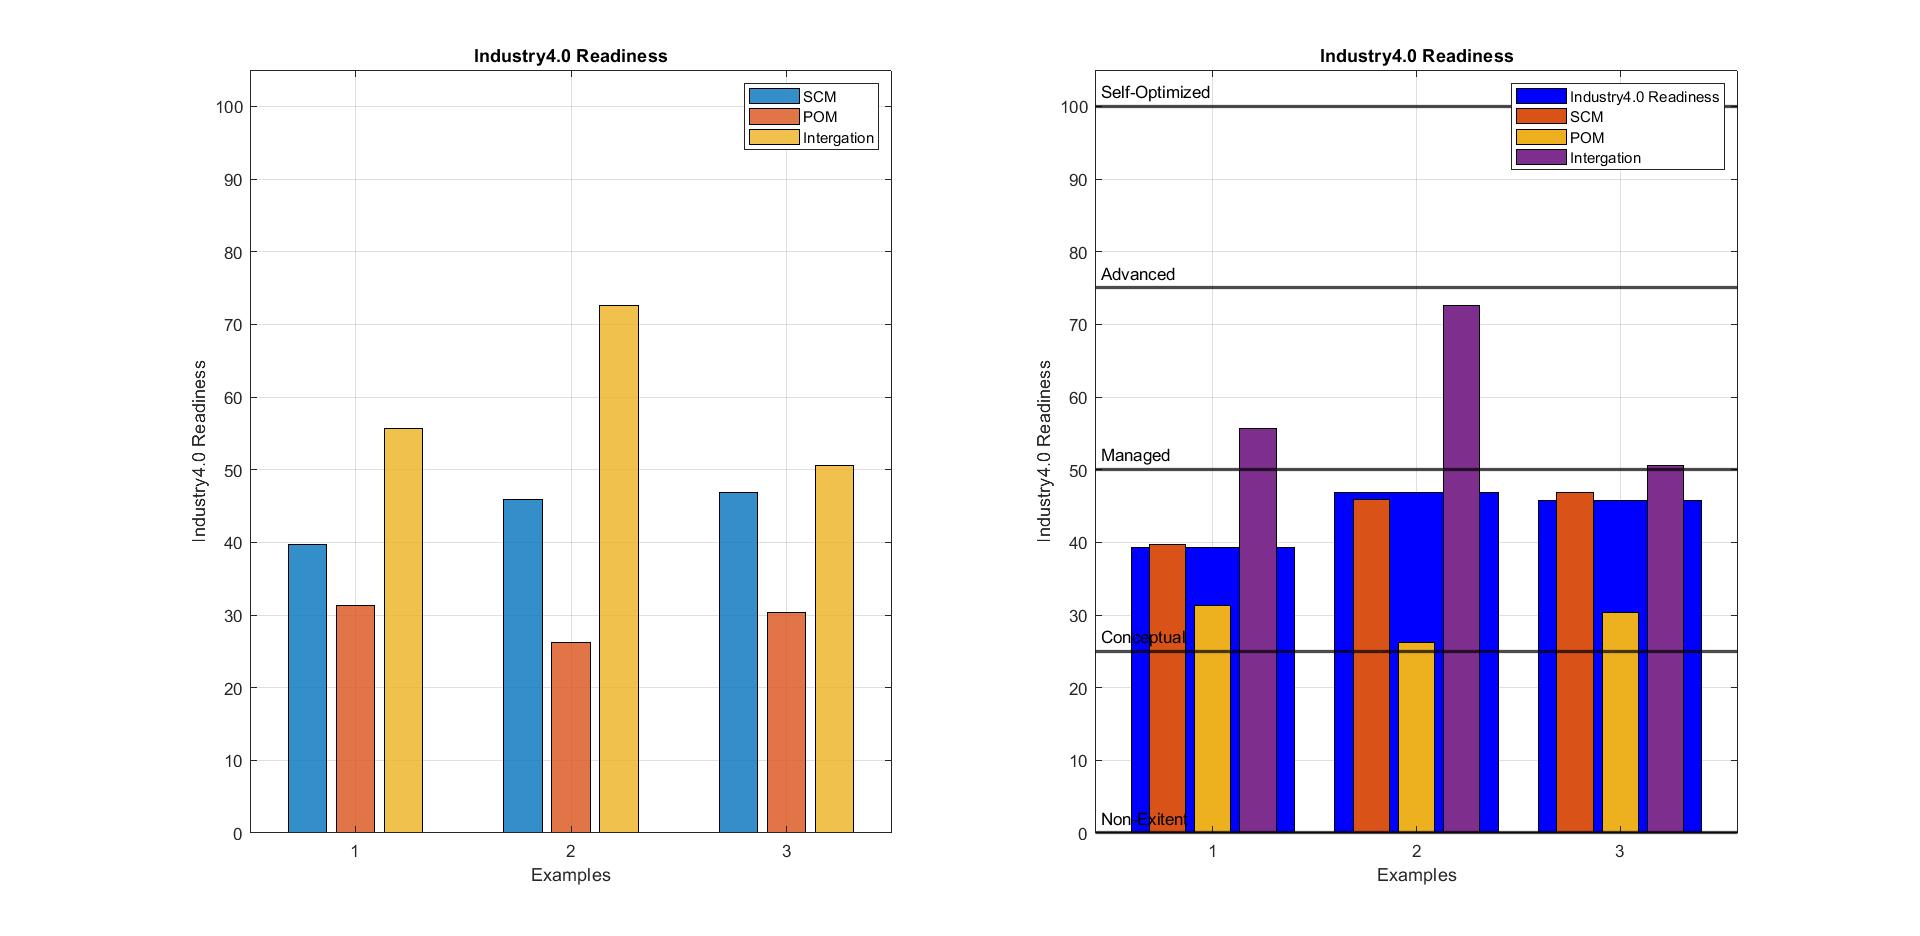 Industry4.0 Readiness
SCM
POM
Intergation
100
90
80
70
60
50
40
30
20
10
0
Industry4.0 Readiness
1
2
3
Examples
Industry4.0 Readiness
Industry4.0 Readiness
SCM
POM
Intergation
Self-Optimized
Advanced
Managed
Conceptual
Non-Exitent
100
90
80
70
60
50
40
30
20
10
0
Industry4.0 Readiness
1
2
3
Examples